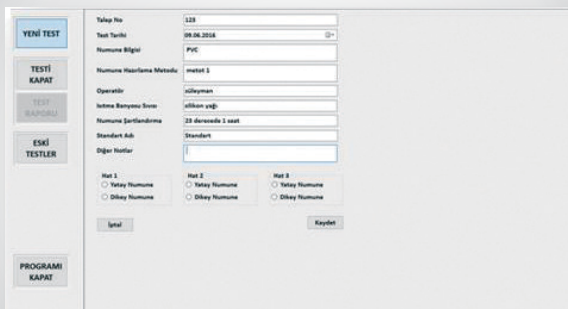 YENİ TEST
TESTİ
KAPAT
TEST
RAPORU
ESKİ
TESTLER
PROGRAMI
KAPAT
Talep No 123
Test Tarihi 09.06.2016
Numune Bilgisi PVC
Numune Hazırlama Metodu metot 1
Operatör süleyman
Isıtma Banyosu Sıvısı silikon yağı
Numune Şartlandırma 23 derecede 1 saat
Standart Adı Standert
Diğer Notlar
Hat 1 Hat 2 Hat 3
Yatay Numune Yatay Numune Yatay Numune
Dikey Numune Dikey Numune Dikey Numune
İptal Kaydet